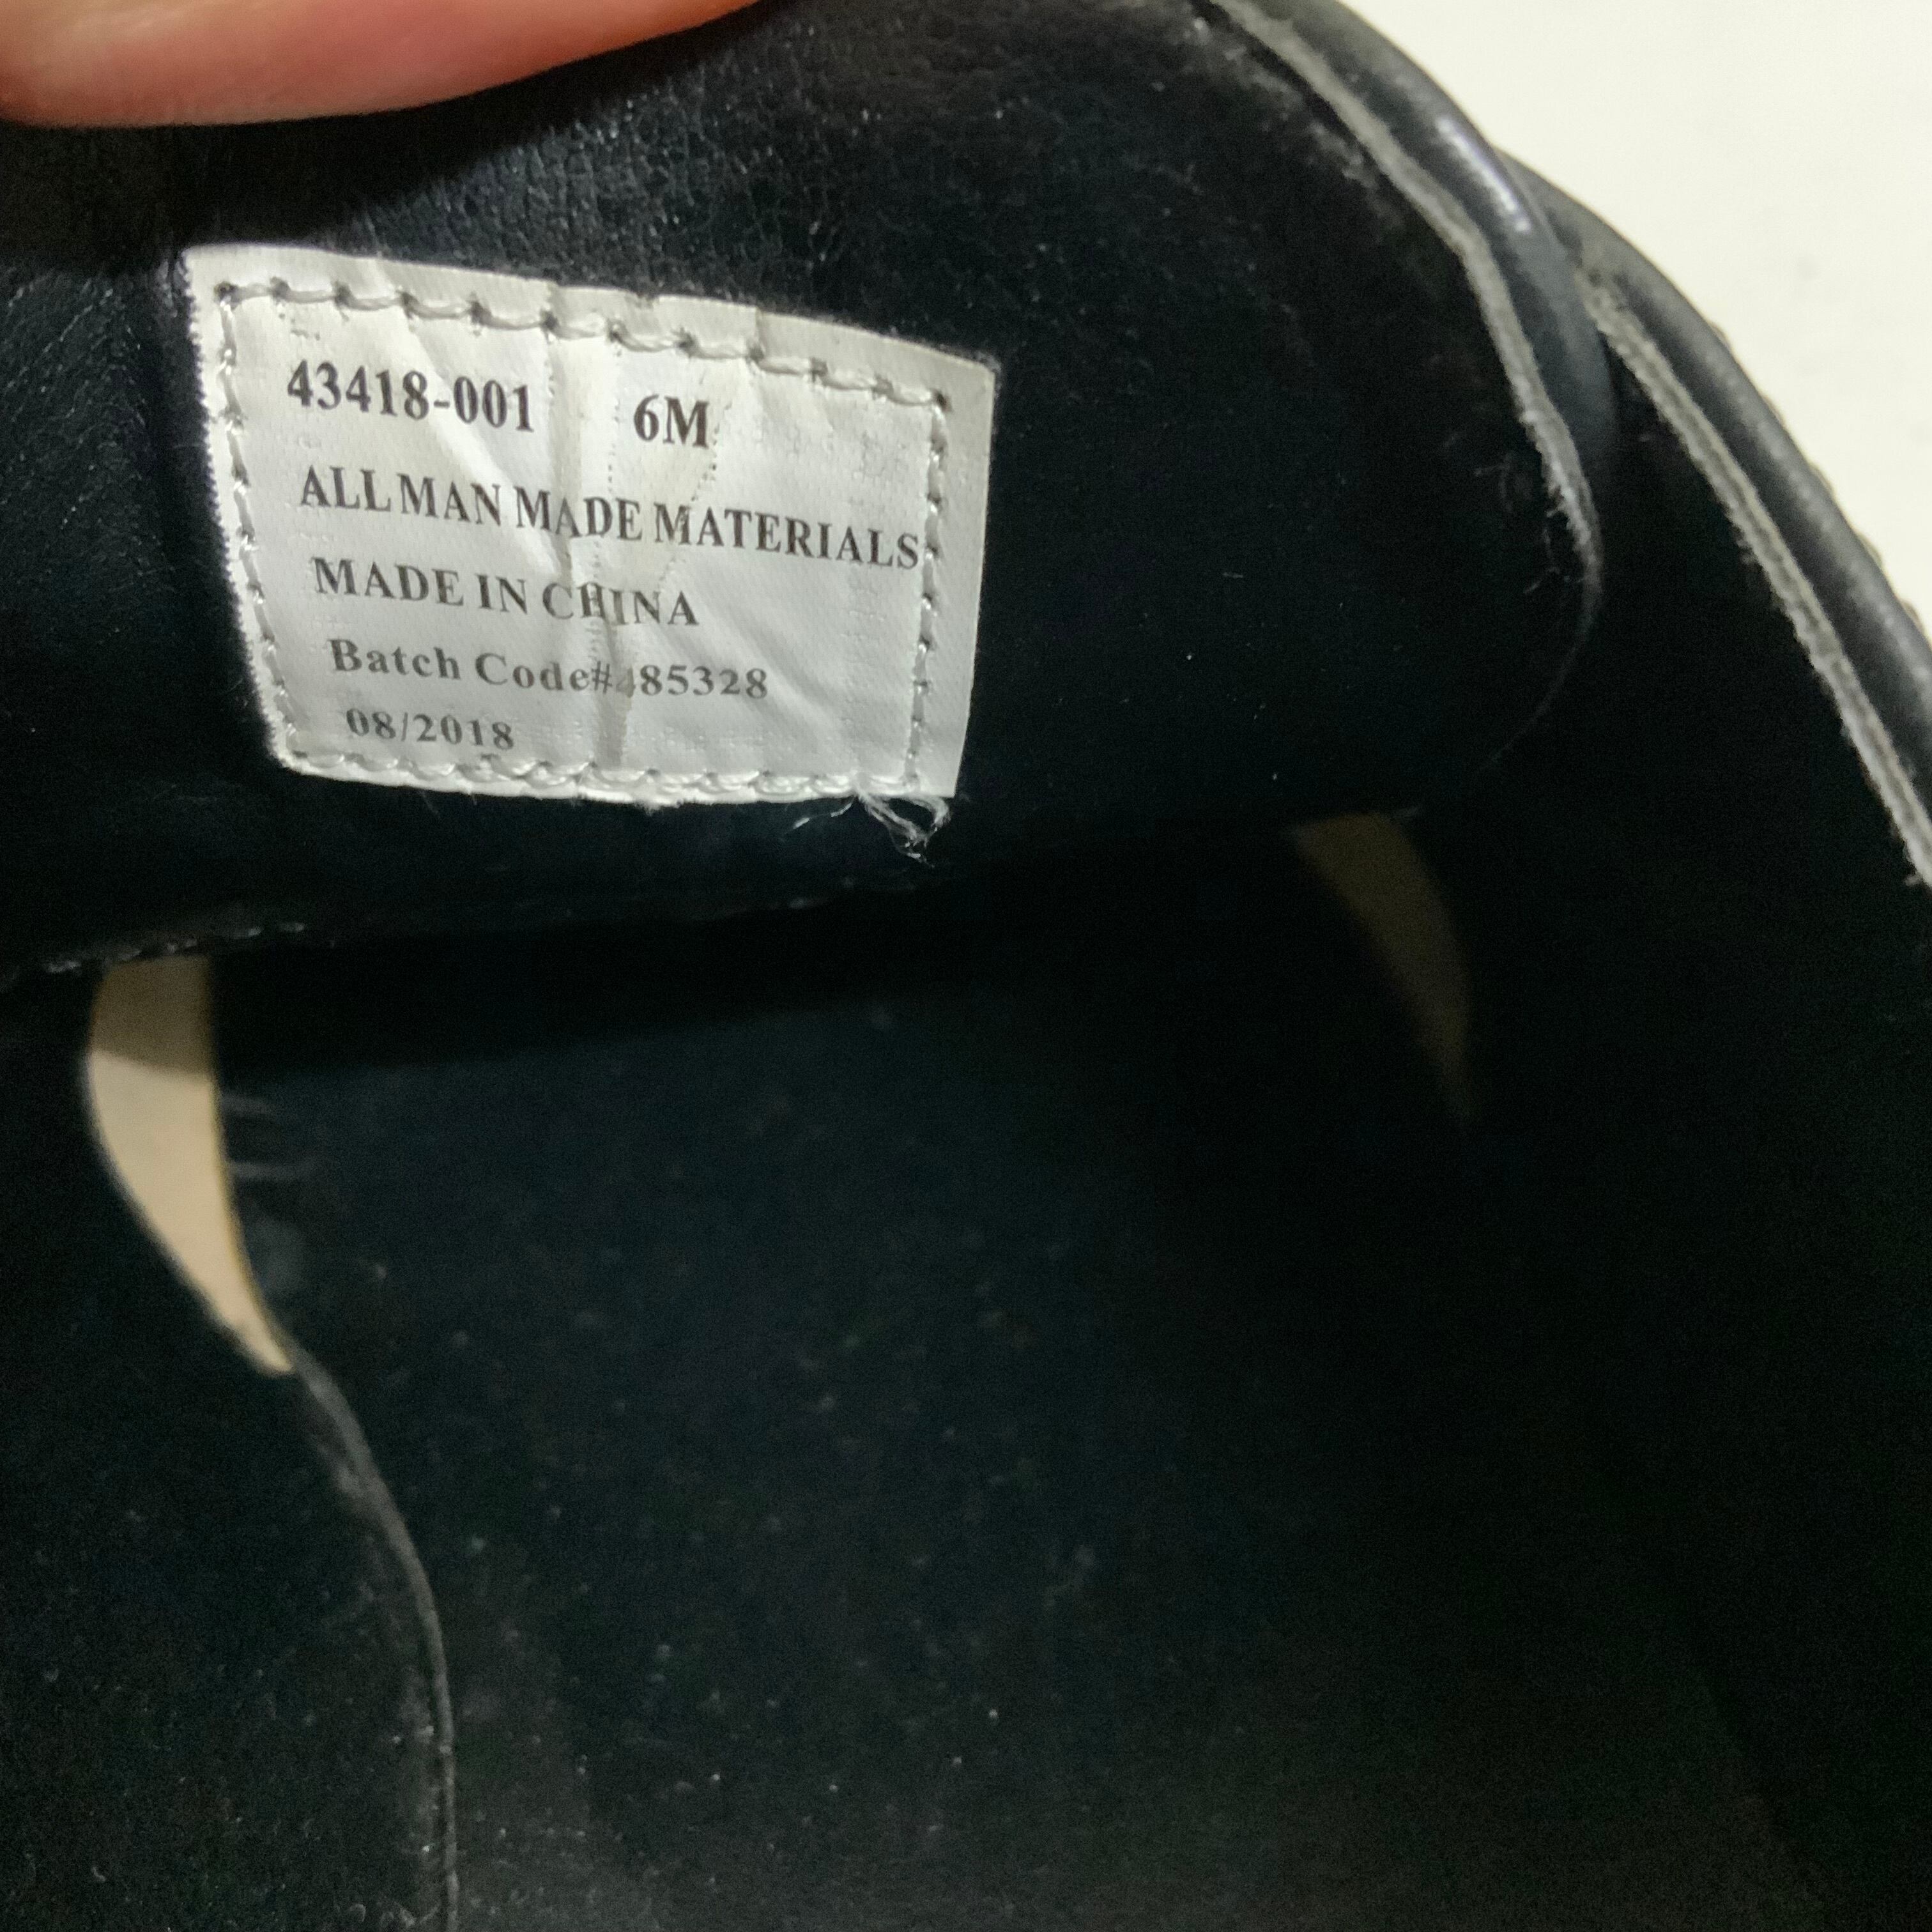 43418-001 6M
ALL MAN MADE MATERIALS
MADE IN CHINA
Batch Code#485328
08/2018